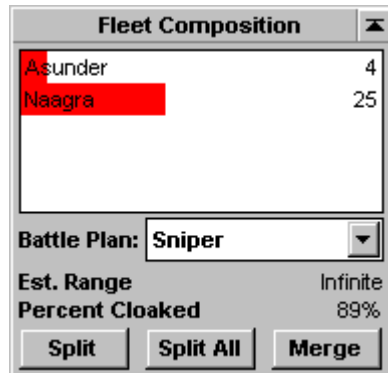 Fleet Composition
Asunder 4
Naagra 25
Battle Plan: Sniper
Est. Range Infinite
Percent Cloaked 89%
Split Split All Merge